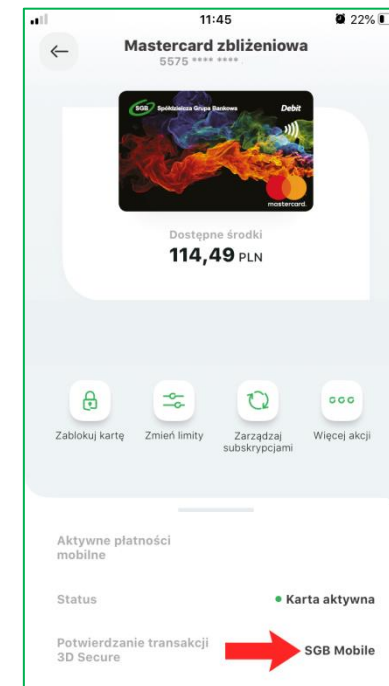 11:45
22%
Mastercard zbliżeniowa
5575 **** ****
SGB Spółdzielcza Grupa Bankowa Debit
mastercard.
Dostępne środki
114,49 PLN
Zablokuj kartę
Zmień limity
Zarządzaj
subskrypcjami
Więcej akcji
Aktywne płatności
mobilne
Status
Karta aktywna
Potwierdzanie transakcji
3D Secure
SGB Mobile